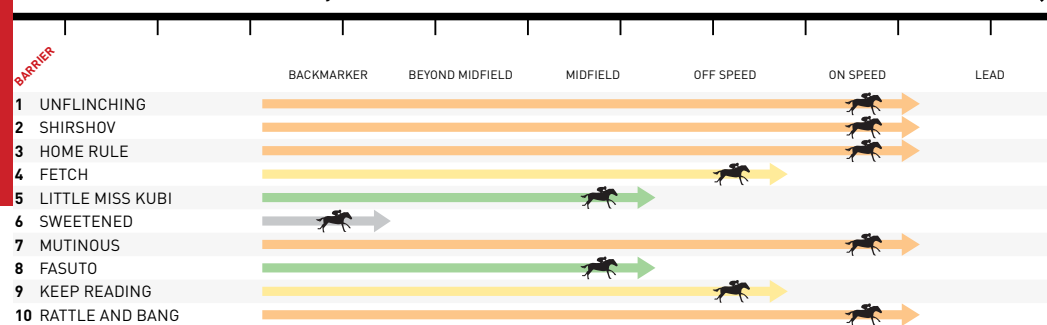 BARRIER
BACKMARKER BEYOND MIDFIELD MIDFIELD OFF SPEED ON SPEED LEAD
1 UNFLINCHING
2 SHIRSHOV
3 HOME RULE
4 FETCH
5 LITTLE MISS KUBI
6 SWEETENED
7 MUTINOUS
8 FASUTO
9 KEEP READING
10 RATTLE AND BANG